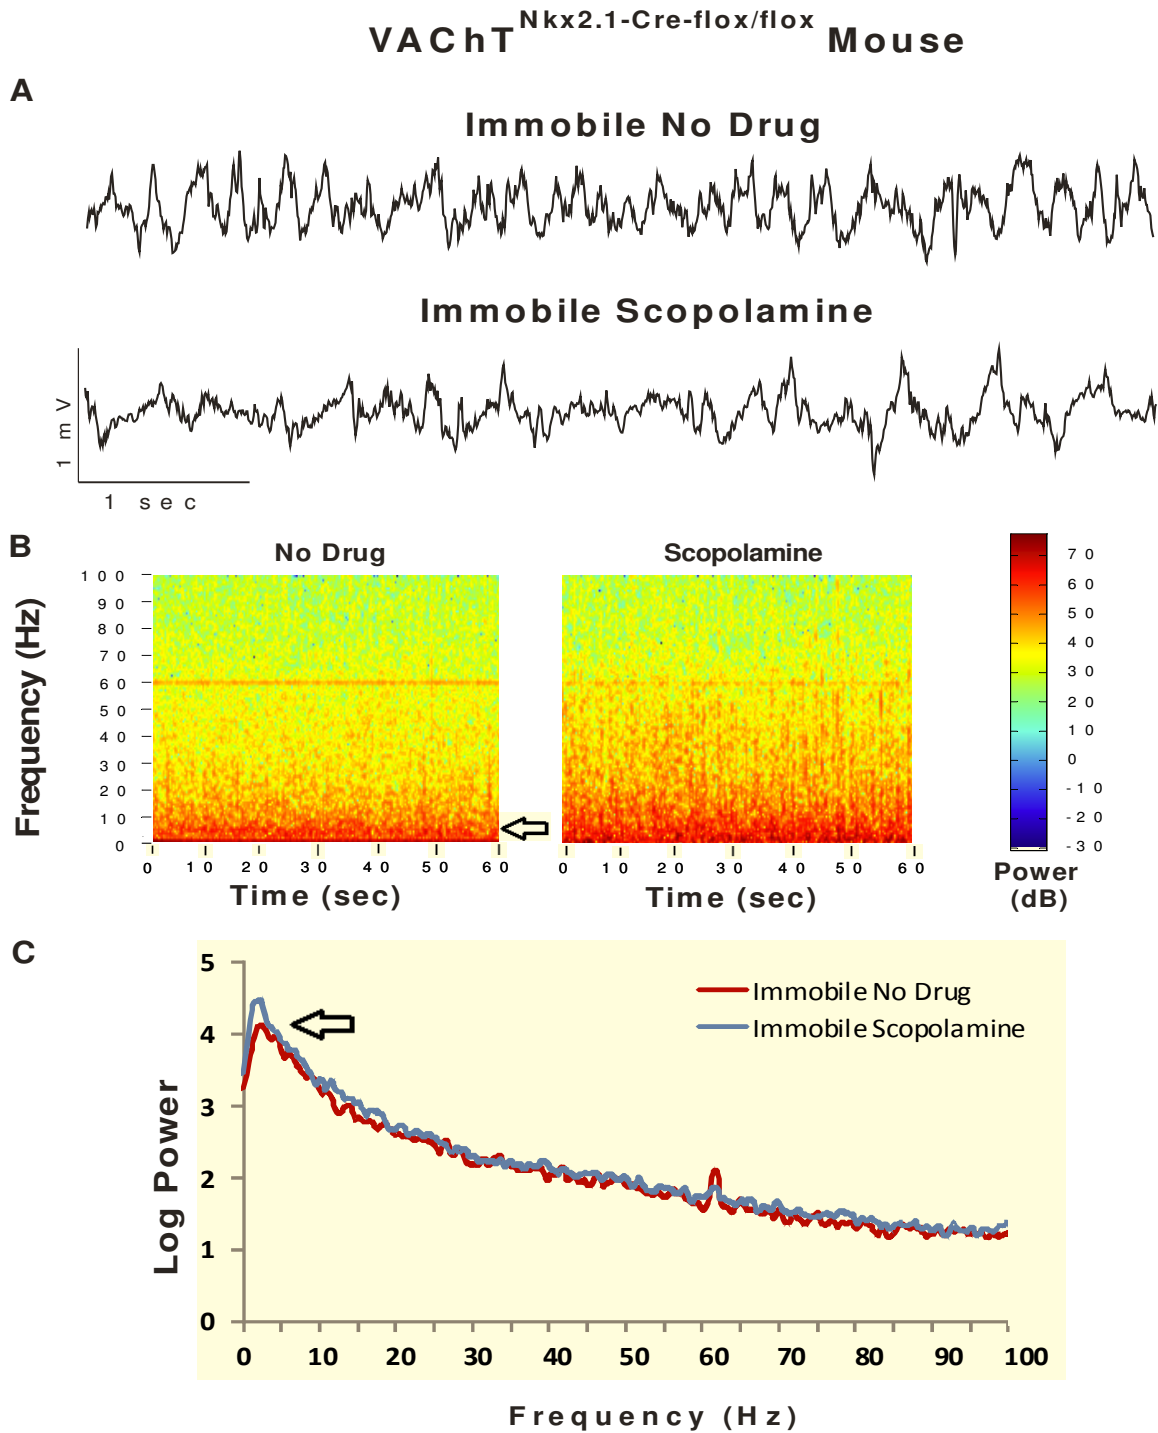 VAChT^Nkx2.1-Cre-flox/flox Mouse
A
Immobile No Drug
Immobile Scopolamine
1 mV
1 sec
B
No Drug
Scopolamine
Frequency (Hz)
100
90
80
70
60
50
40
30
20
10
0
0 10 20 30 40 50 60
Time (sec)
0 10 20 30 40 50 60
Time (sec)
70
60
50
40
30
20
10
0
-10
-20
-30
Power
(dB)
C
Log Power
5
4
3
2
1
0
Immobile No Drug
Immobile Scopolamine
0 10 20 30 40 50 60 70 80 90 100
Frequency (Hz)